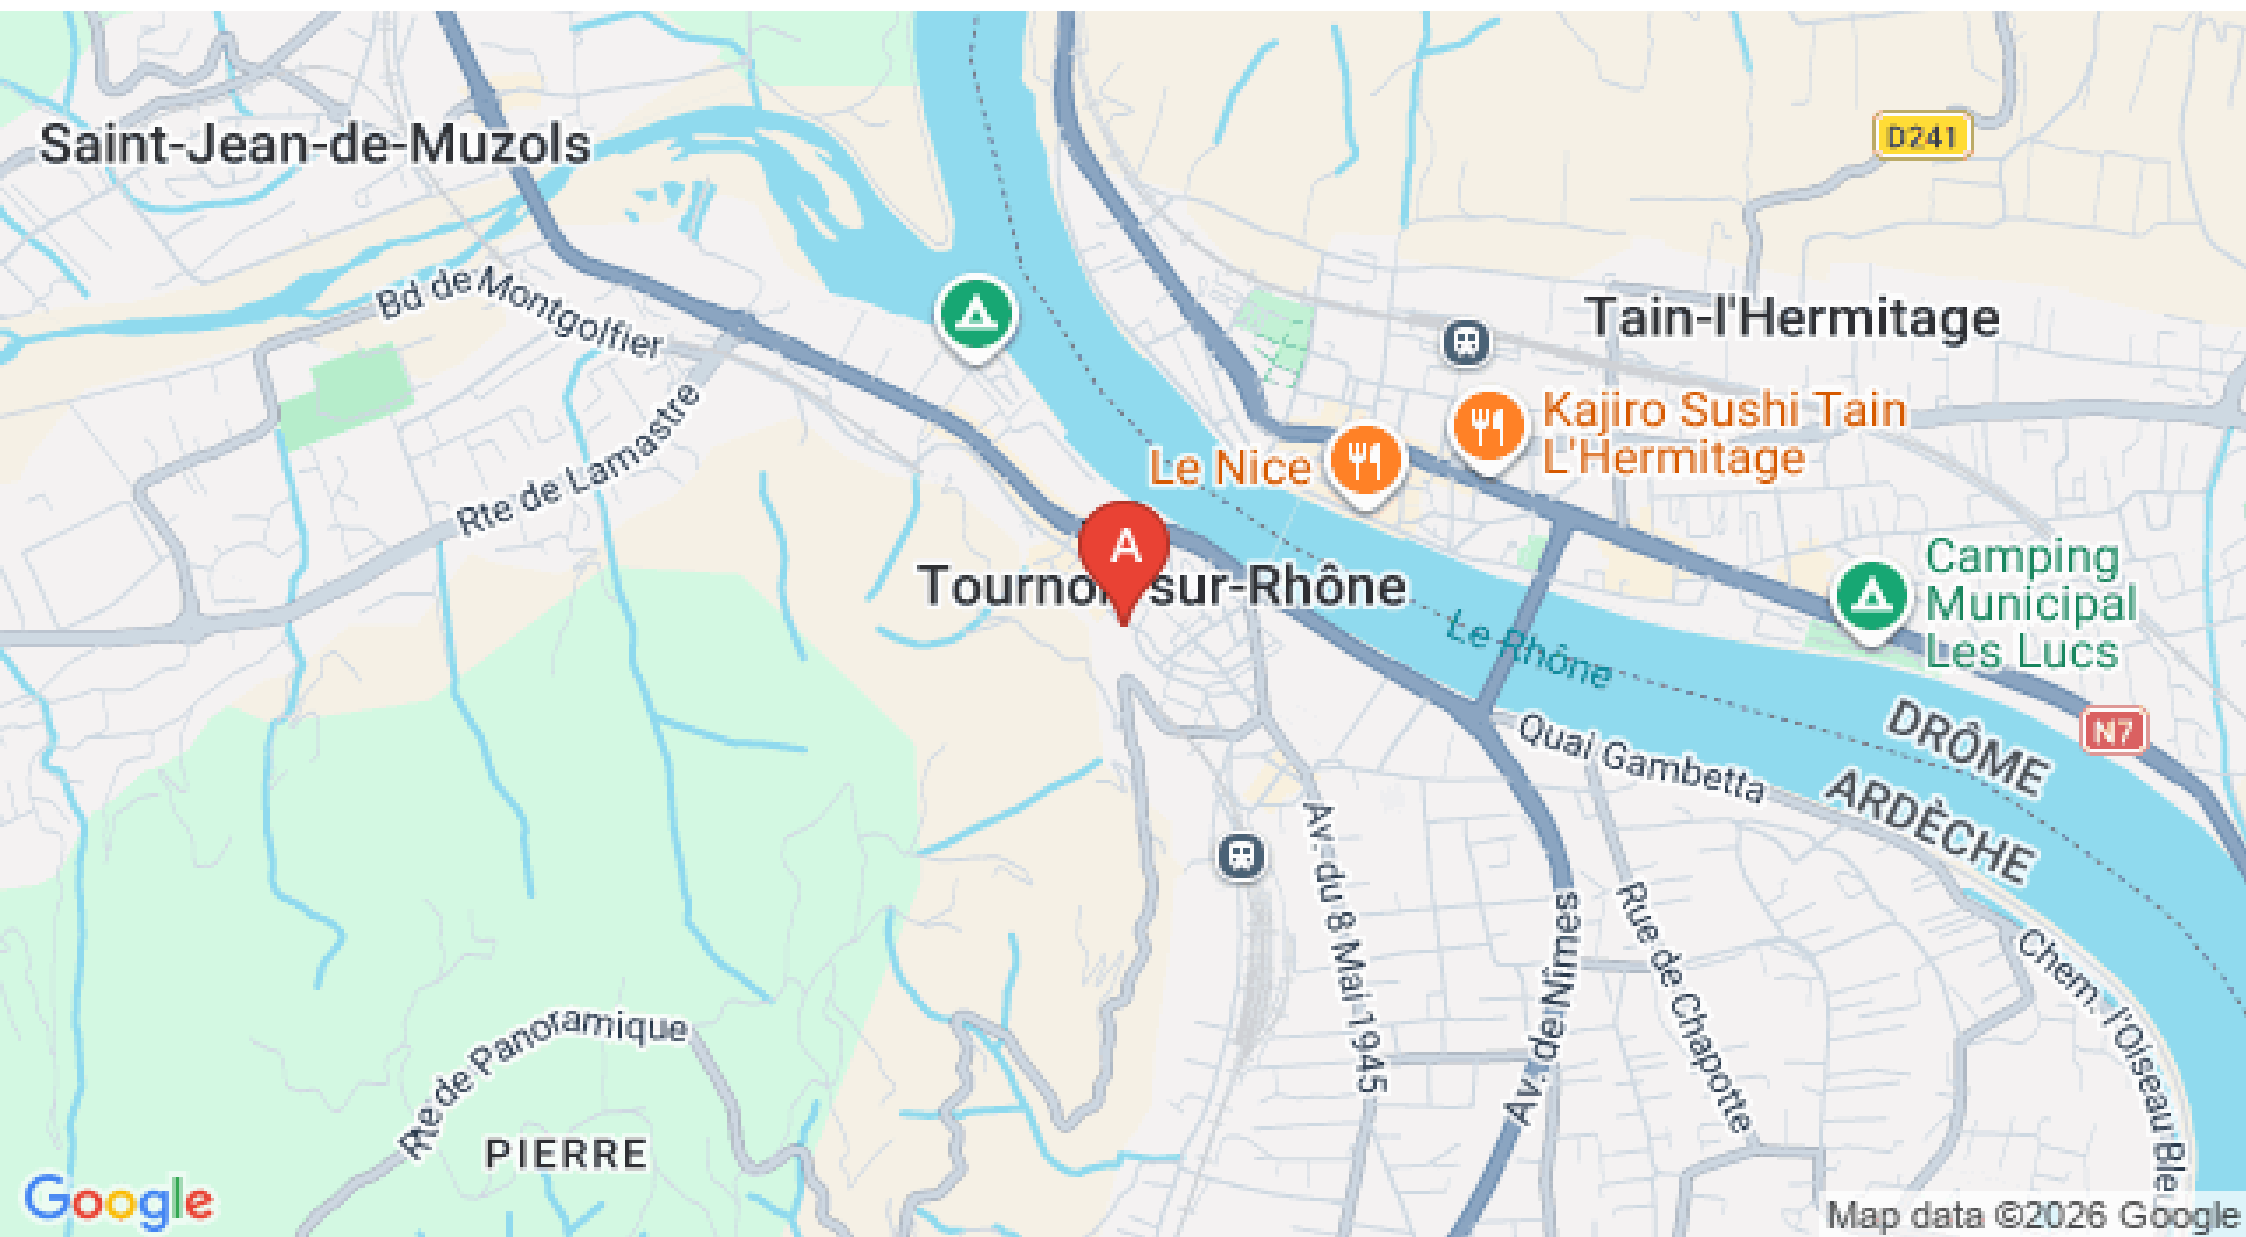 Saint-Jean-de-Muzols
D241
Bd de Montgolfier
Tain-l'Hermitage
Rte de Lamastre
Kajiro Sushi Tain
L'Hermitage
Le Nice
A
Tournon-sur-Rhône
Camping
Municipal
Les Lucs
Le Rhône
DRÔME
N7
Quai Gambetta
ARDÈCHE
Av. du 8 Mai 1945
Av. de Nîmes
Rue de Chapotte
Chem. l'Oiseau Ble
Rte de Panoramique
PIERRE
Google
Map data ©2026 Google